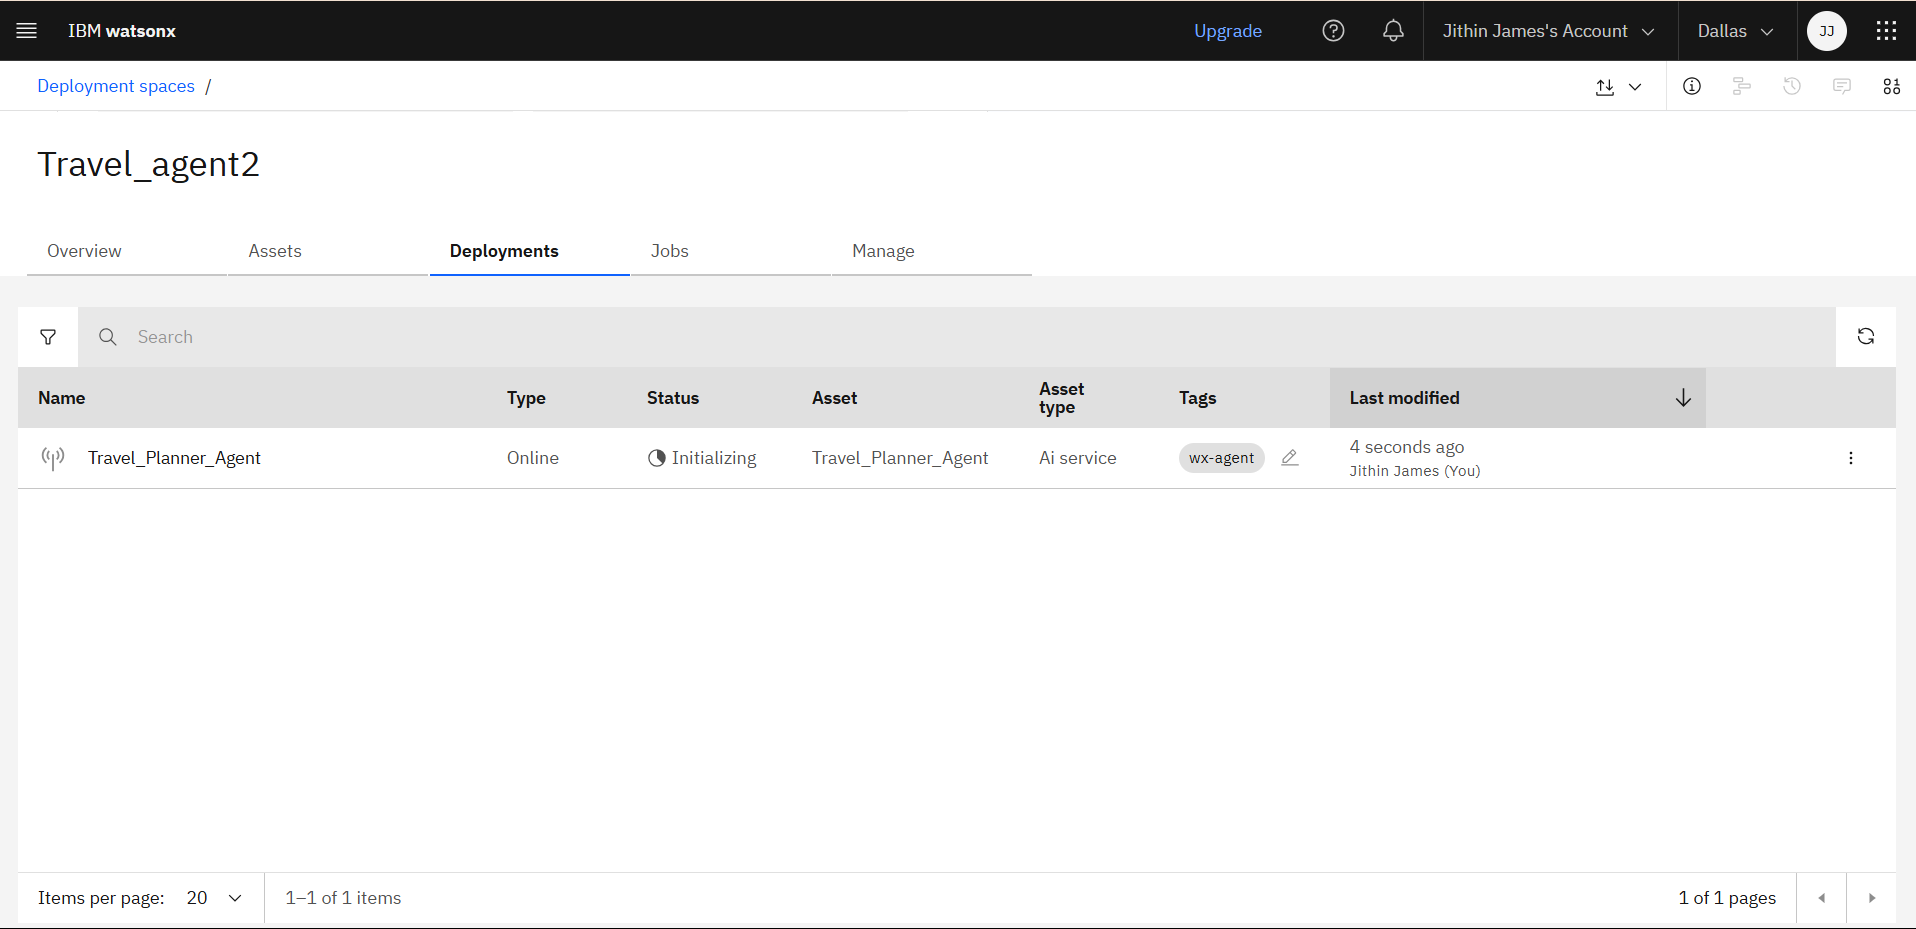 IBM watsonx
Upgrade
Jithin James's Account
Dallas
JJ
Deployment spaces /
Travel_agent2
Overview
Assets
Deployments
Jobs
Manage
Search
Name
Type
Status
Asset
Asset
type
Tags
Last modified
Travel_Planner_Agent
Online
Initializing
Travel_Planner_Agent
Ai service
wx-agent
4 seconds ago
Jithin James (You)
Items per page: 20
1–1 of 1 items
1 of 1 pages